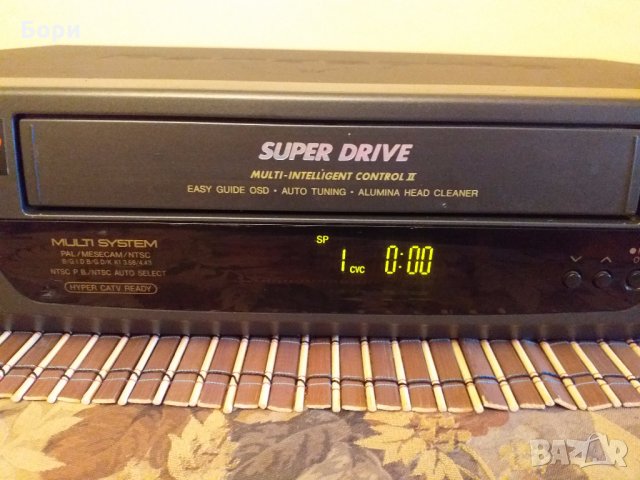 Бори
SUPER DRIVE
MULTI-INTELLIGENT CONTROL II
EASY GUIDE OSD • AUTO TUNING • ALUMINA HEAD CLEANER
MULTI SYSTEM
PAL/MESECAM/NTSC
NTSC P.B./NTSC AUTO SELECT
HYPER CATV READY
SP
1 CVC 0:00
BAZAR